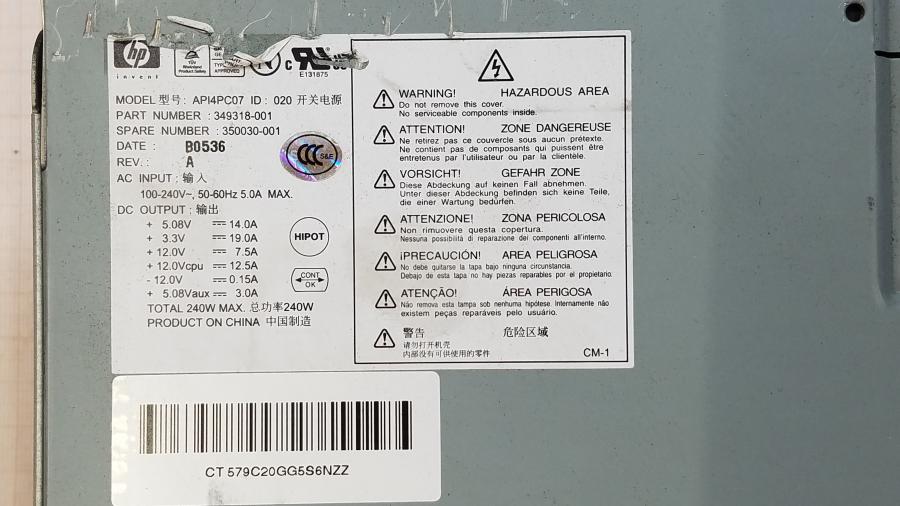 hp
invent
TÜV
Rheinland
Product Safety
TYPE
APPROVED
N
c
E131875
MODEL 型号: API4PC07 ID: 020 开关电源
PART NUMBER : 349318-001
SPARE NUMBER : 350030-001
DATE : B0536
REV. : A
CCC S&E
AC INPUT: 输入
100-240V~, 50-60Hz 5.0A MAX.
DC OUTPUT : 输出
+ 5.08V 14.0A
+ 3.3V 19.0A
+ 12.0V 7.5A
+ 12.0Vcpu 12.5A
- 12.0V 0.15A
+ 5.08Vaux 3.0A
HIPOT
CONT
OK
TOTAL 240W MAX. 总功率240W
PRODUCT ON CHINA 中国制造
WARNING! HAZARDOUS AREA
Do not remove this cover.
No serviceable components inside.
ATTENTION! ZONE DANGEREUSE
Ne retirez pas ce couvercle sous aucun prétexte.
Ne contient pas de composants qui puissent être
entretenus par l'utilisateur ou par la clientèle.
VORSICHT! GEFAHR ZONE
Diese Abdeckung auf keinen Fall abnehmen.
Unter dieser Abdeckung befinden sich keine Teile,
die einer Wartung bedürfen.
ATTENZIONE! ZONA PERICOLOSA
Non rimuovere questa copertura.
Nessuna possibilità di reparazione dei componenti all'interno.
¡PRECAUCIÓN! AREA PELIGROSA
No debe quitarse la tapa bajo ninguna circunstancia.
Debajo de esta tapa no hay piezas reparables por el propietario.
ATENÇÃO! ÁREA PERIGOSA
Não remova esta tampa sob nenhuma hipótese. Internamente não
existem peças reparáveis pelo usuário.
警告 危险区域
请勿打开机壳
内部没有可供使用的零件
CM-1
CT 579C20GG5S6NZZ